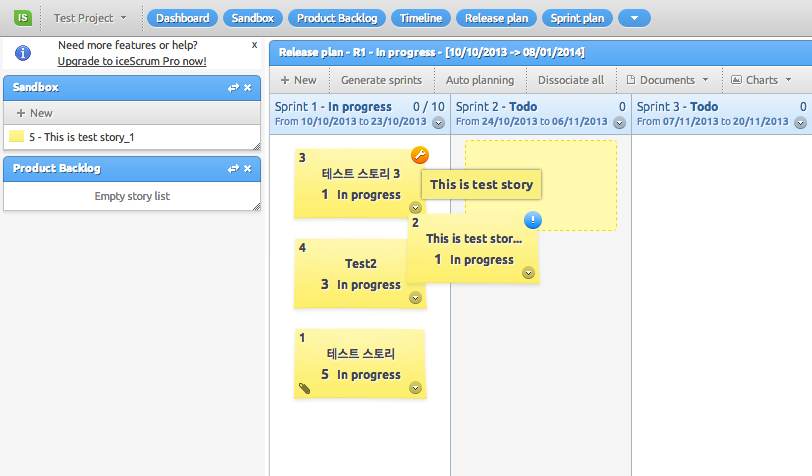 iS
Test Project
Dashboard
Sandbox
Product Backlog
Timeline
Release plan
Sprint plan
Need more features or help?
x
Upgrade to iceScrum Pro now!
Sandbox
+ New
5 - This is test story_1
Product Backlog
Empty story list
Release plan - R1 - In progress - [10/10/2013 -> 08/01/2014]
+ New
Generate sprints
Auto planning
Dissociate all
Documents
Charts
Sprint 1 - In progress 0 / 10
From 10/10/2013 to 23/10/2013
Sprint 2 - Todo 0
From 24/10/2013 to 06/11/2013
Sprint 3 - Todo 0
From 07/11/2013 to 20/11/2013
3
테스트 스토리 3
1 In progress
This is test story
2
This is test stor...
1 In progress
4
Test2
3 In progress
1
테스트 스토리
5 In progress